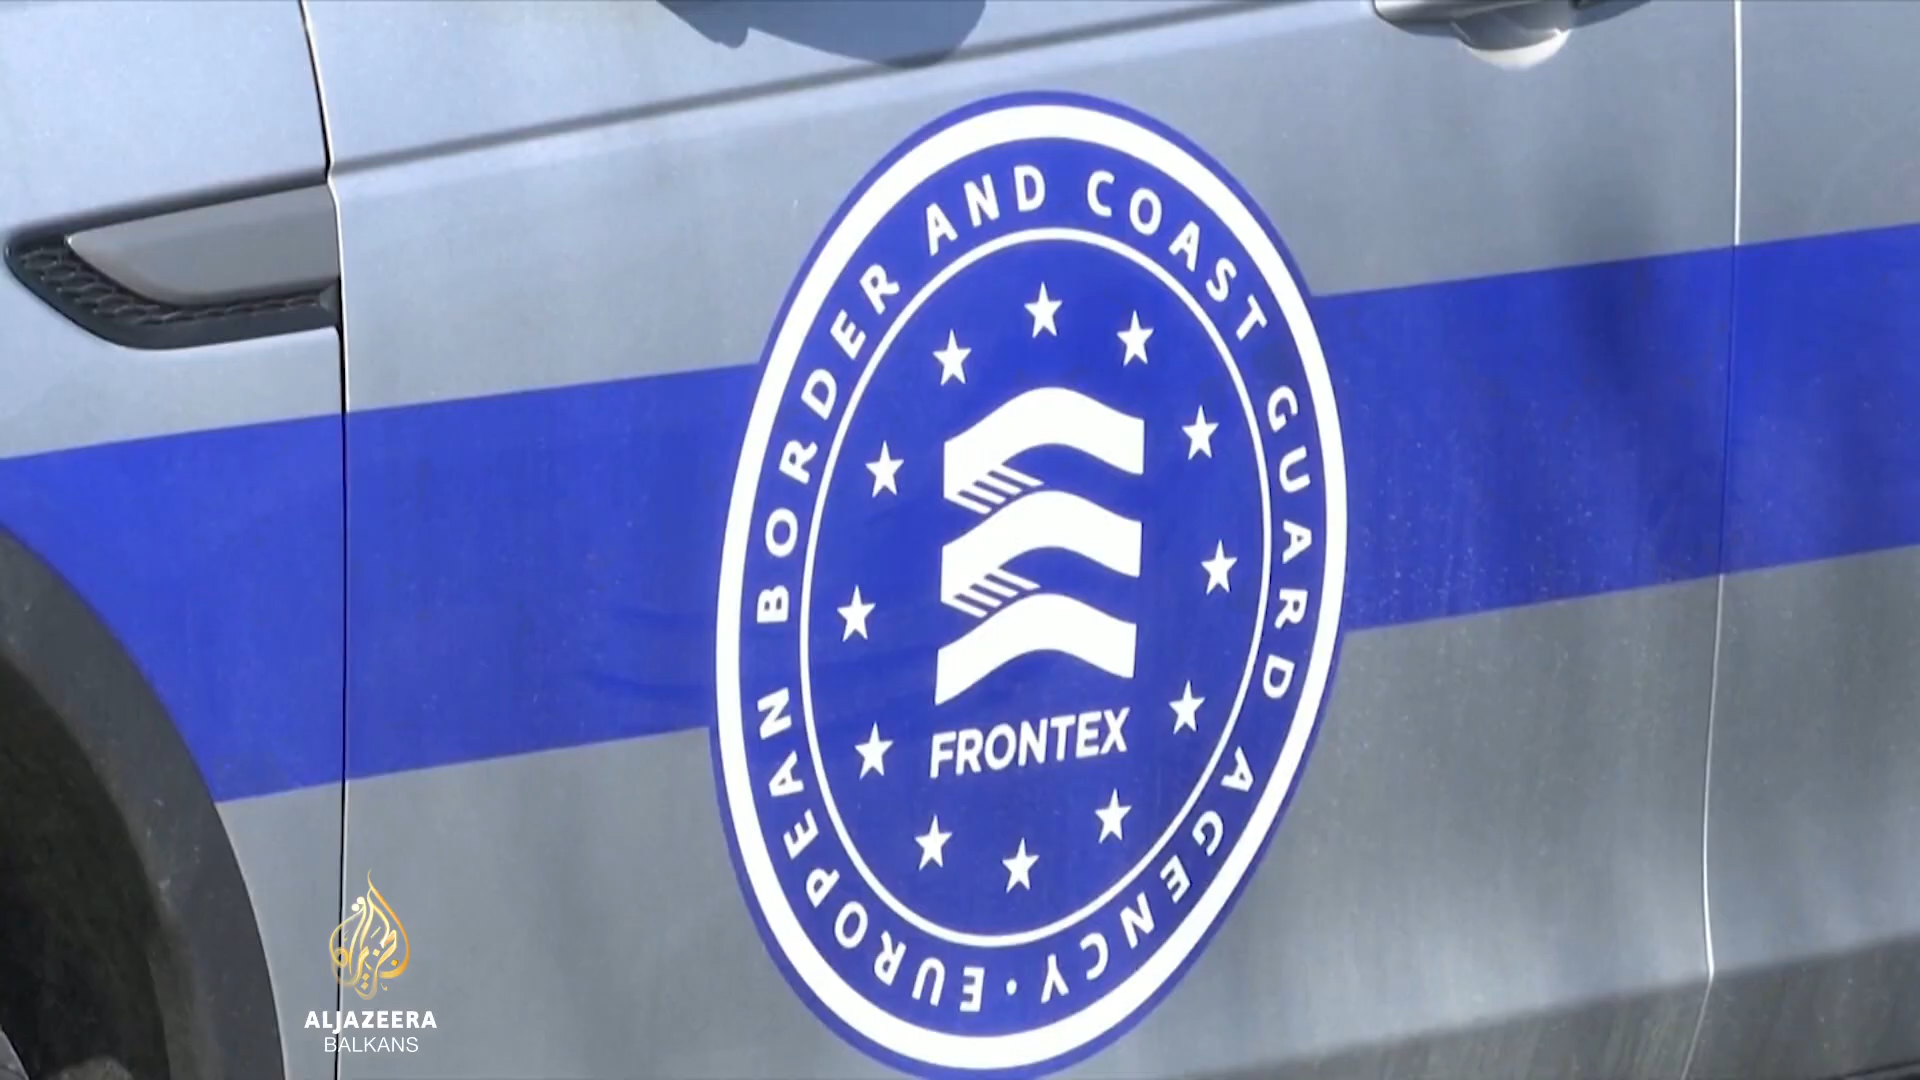 EUROPEAN BORDER AND COAST GUARD AGENCY ·
FRONTEX
ALJAZEERA
BALKANS